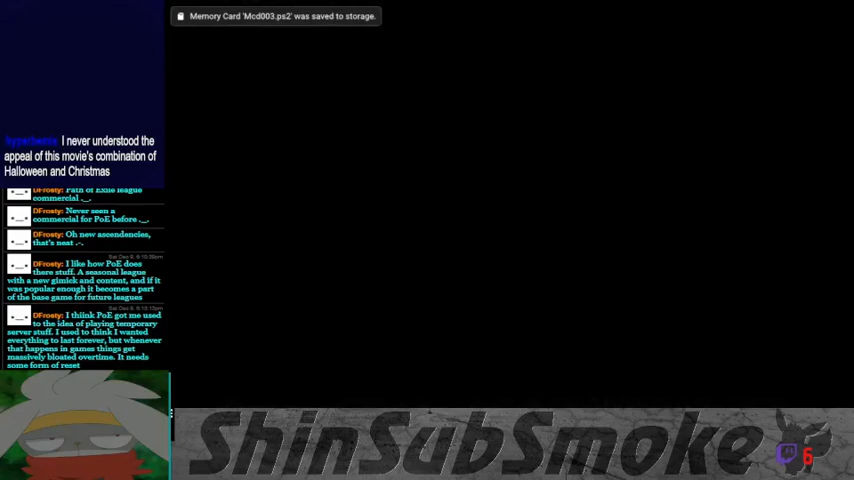 Memory Card 'Mcd003.ps2' was saved to storage.
I never understood the
appeal of this movie's combination of
Halloween and Christmas
DFrosty: Path of Exile league
commercial ._.
DFrosty: Never seen a
commercial for PoE before ._.
DFrosty: Oh new ascendencies,
that's neat .-.
DFrosty: I like how PoE does
there stuff. A seasonal league
with a new gimick and content, and if it
was popular enough it becomes a part
of the base game for future leagues
DFrosty: I thiink PoE got me used
to the idea of playing temporary
server stuff. I used to think I wanted
everything to last forever, but whenever
that happens in games things get
massively bloated overtime. It needs
some form of reset
ShinSubSmoke
6